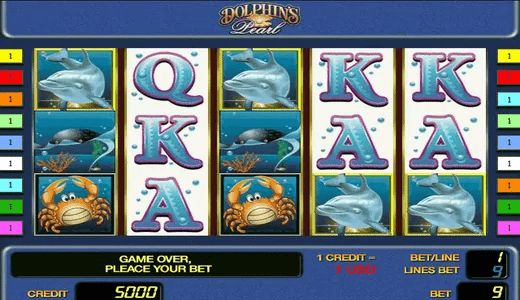 DOLPHIN'S
Pearl
1 1
1 1
1 1
1 1
1 1
1 1
1 1
1 1
1 1
Q K K
K A A
A
GAME OVER,
PLEACE YOUR BET
1 CREDIT =
1 USD
BET/LINE 1
LINES BET 9
CREDIT 5000
BET 9